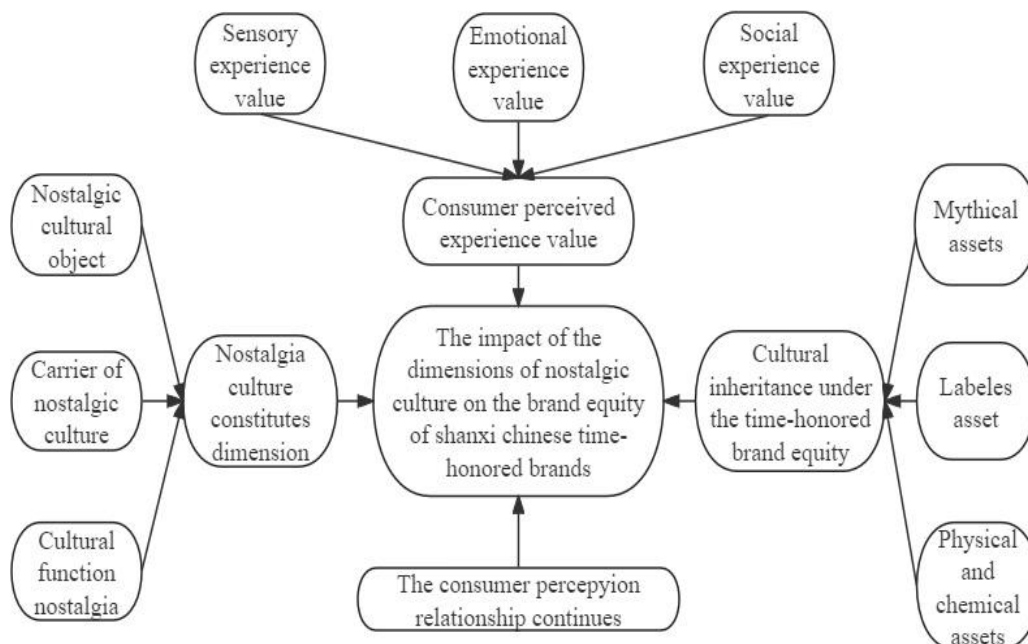 Sensory
experience
value
Emotional
experience
value
Social
experience
value
Consumer perceived
experience value
Nostalgic
cultural
object
Carrier of
nostalgic
culture
Cultural
function
nostalgia
Nostalgia
culture
constitutes
dimension
The impact of the
dimensions of nostalgic
culture on the brand equity
of shanxi chinese time-
honored brands
Cultural
inheritance under
the time-honored
brand equity
Mythical
assets
Labeles
asset
Physical
and
chemical
assets
The consumer percepyion
relationship continues